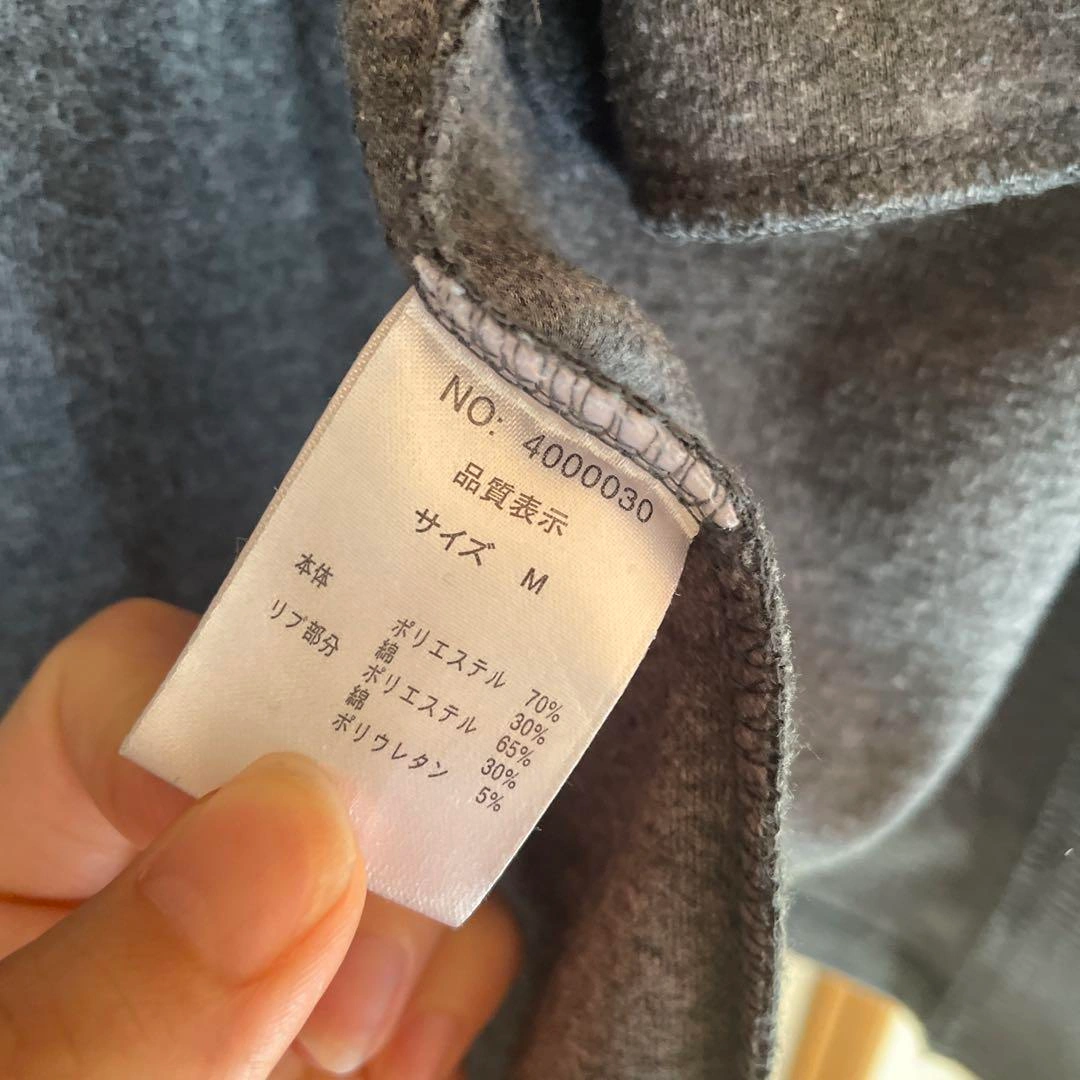 NO: 4000030
品質表示
サイズ M
本体 ポリエステル 70%
綿 30%
リブ部分 ポリエステル 65%
綿 30%
ポリウレタン 5%